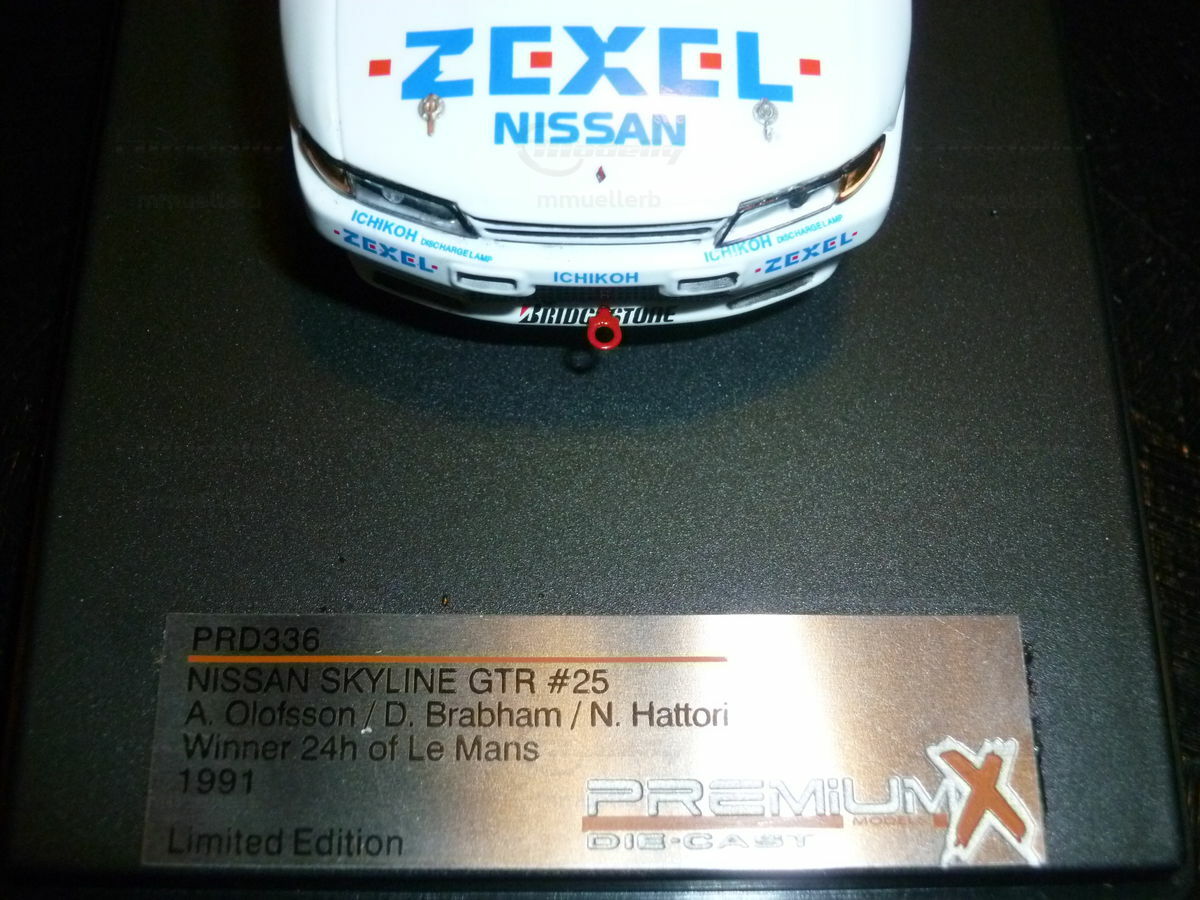 ZEXEL
NISSAN
modelly
mmuellerb
ICHIKOH DISCHARGE LAMP
ICHIKOH DISCHARGE LAMP
ZEXEL
ICHIKOH
ZEXEL
BRIDGESTONE
PRD336
NISSAN SKYLINE GTR #25
A. Olofsson / D. Brabham / N. Hattori
Winner 24h of Le Mans
1991
Limited Edition
PREMiUM X
MODELS
DIE-CAST